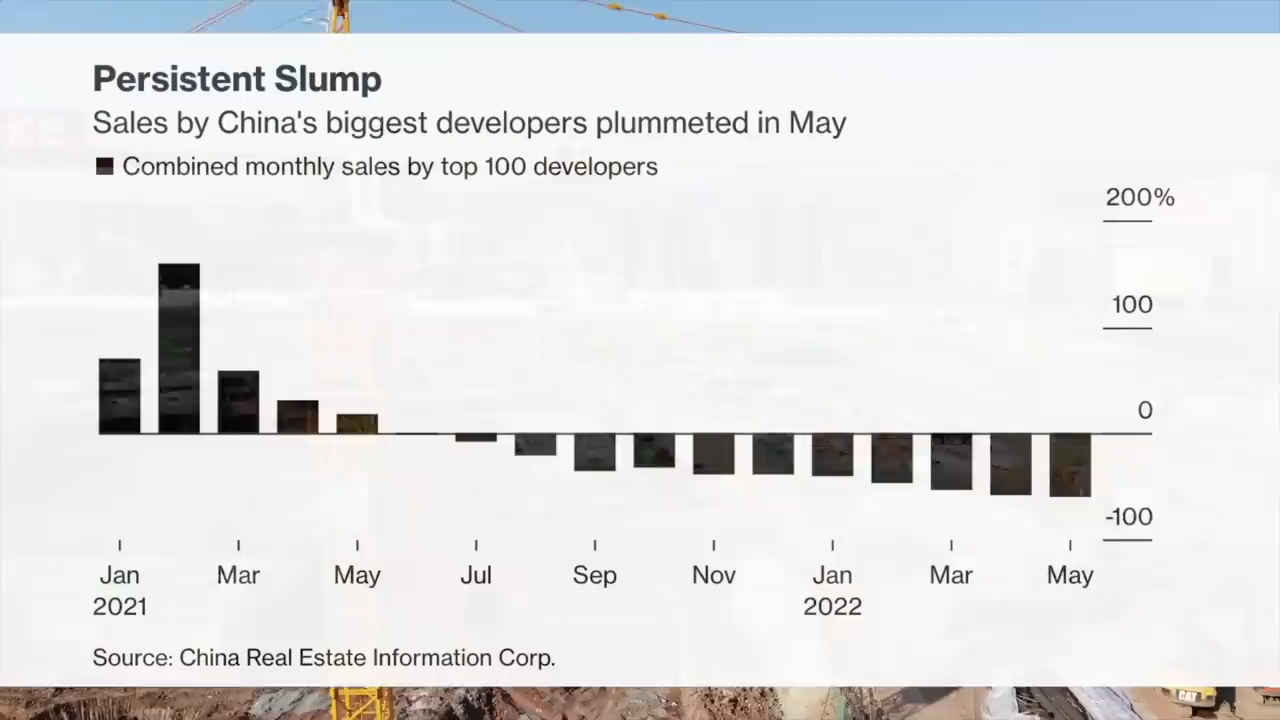 Persistent Slump
Sales by China's biggest developers plummeted in May
Combined monthly sales by top 100 developers
200%
100
0
-100
Jan Mar May Jul Sep Nov Jan Mar May
2021 2022
Source: China Real Estate Information Corp.
CAT